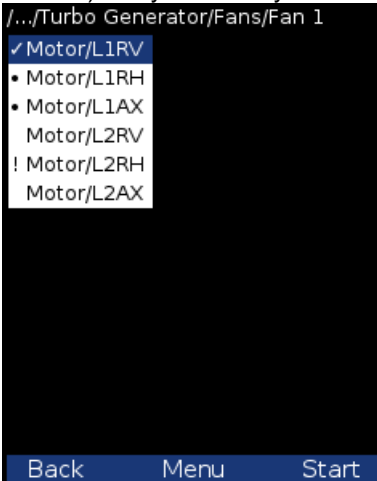 /.../Turbo Generator/Fans/Fan 1
✓Motor/L1RV
• Motor/L1RH
• Motor/L1AX
Motor/L2RV
! Motor/L2RH
Motor/L2AX
Back Menu Start